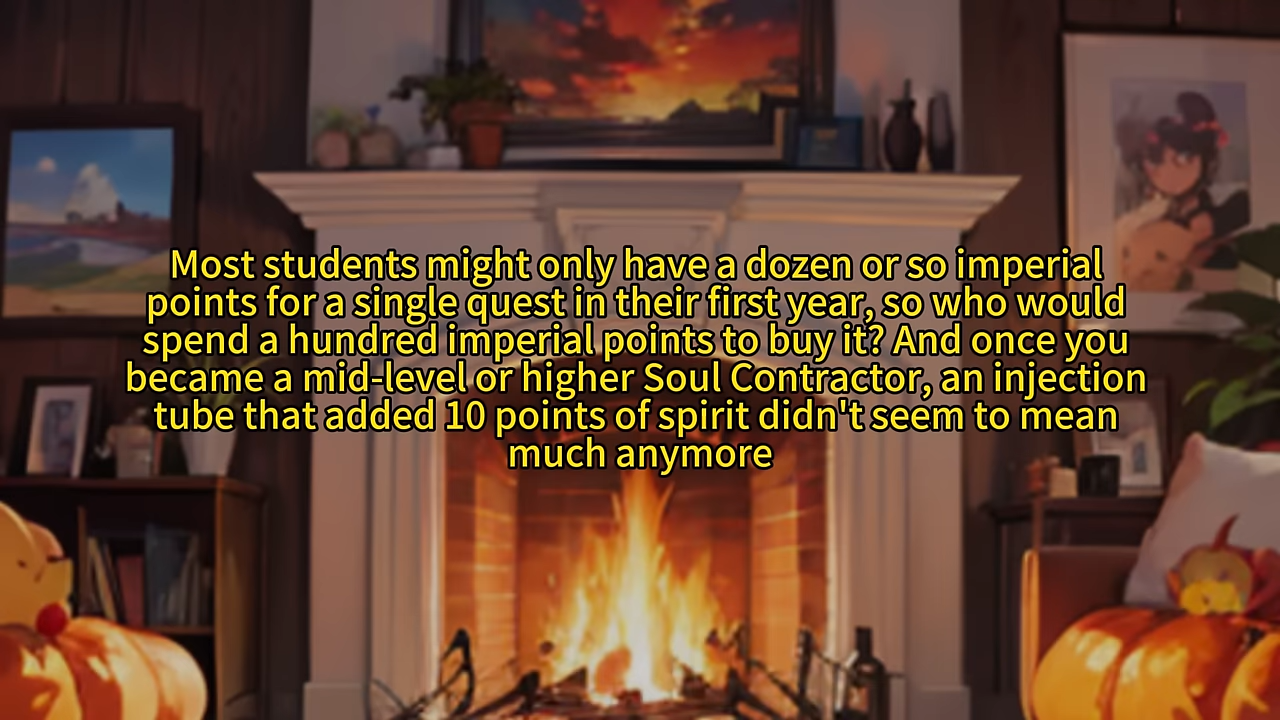 Most students might only have a dozen or so imperial
points for a single quest in their first year, so who would
spend a hundred imperial points to buy it? And once you
became a mid-level or higher Soul Contractor, an injection
tube that added 10 points of spirit didn't seem to mean
much anymore